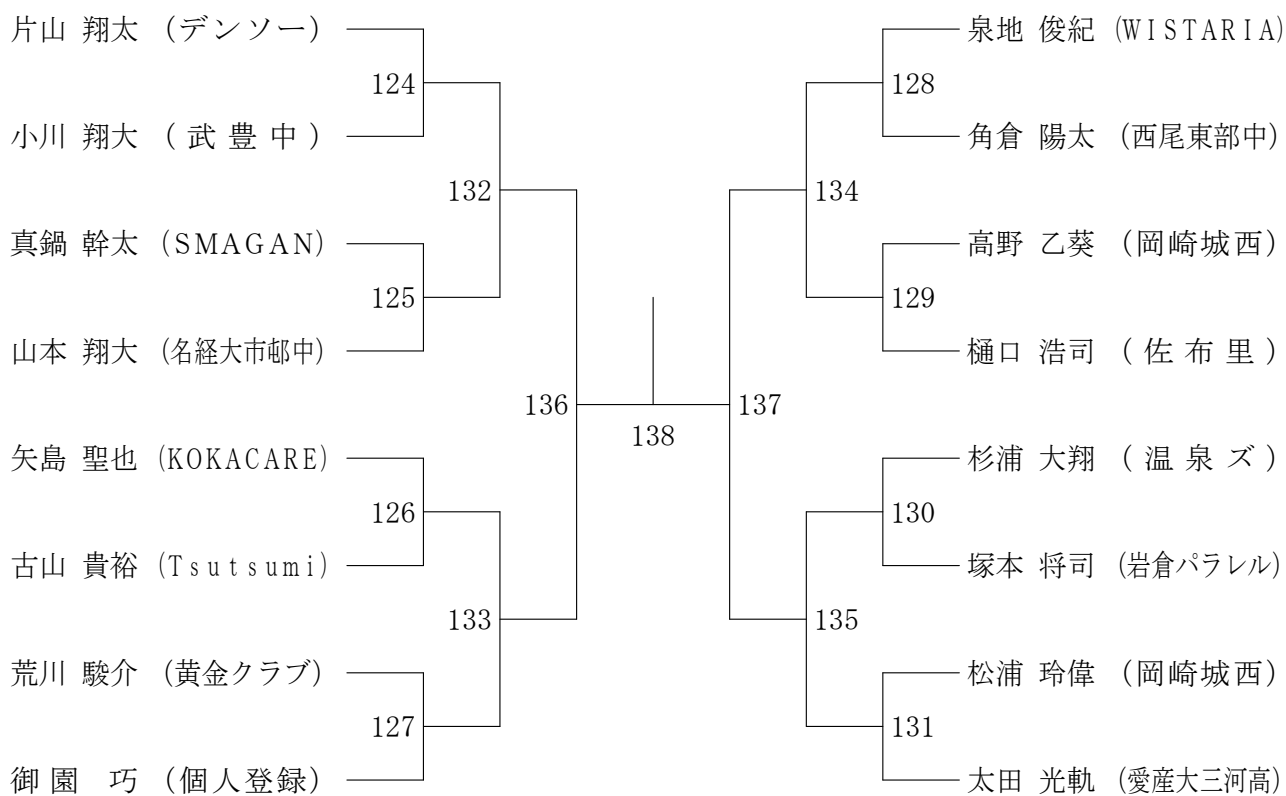 片山 翔太 (デンソー)
124
小川 翔大 (武豊中)
132
真鍋 幹太 (SMAGAN)
125
山本 翔大 (名経大市邨中)
136
矢島 聖也 (KOKACARE)
126
古山 貴裕 (Tsutsumi)
133
荒川 駿介 (黄金クラブ)
127
御園 巧 (個人登録)
138
泉地 俊紀 (WISTARIA)
128
角倉 陽太 (西尾東部中)
134
高野 乙葵 (岡崎城西)
129
樋口 浩司 (佐布里)
137
杉浦 大翔 (温泉ズ)
130
塚本 将司 (岩倉パラレル)
135
松浦 玲偉 (岡崎城西)
131
太田 光軌 (愛産大三河高)